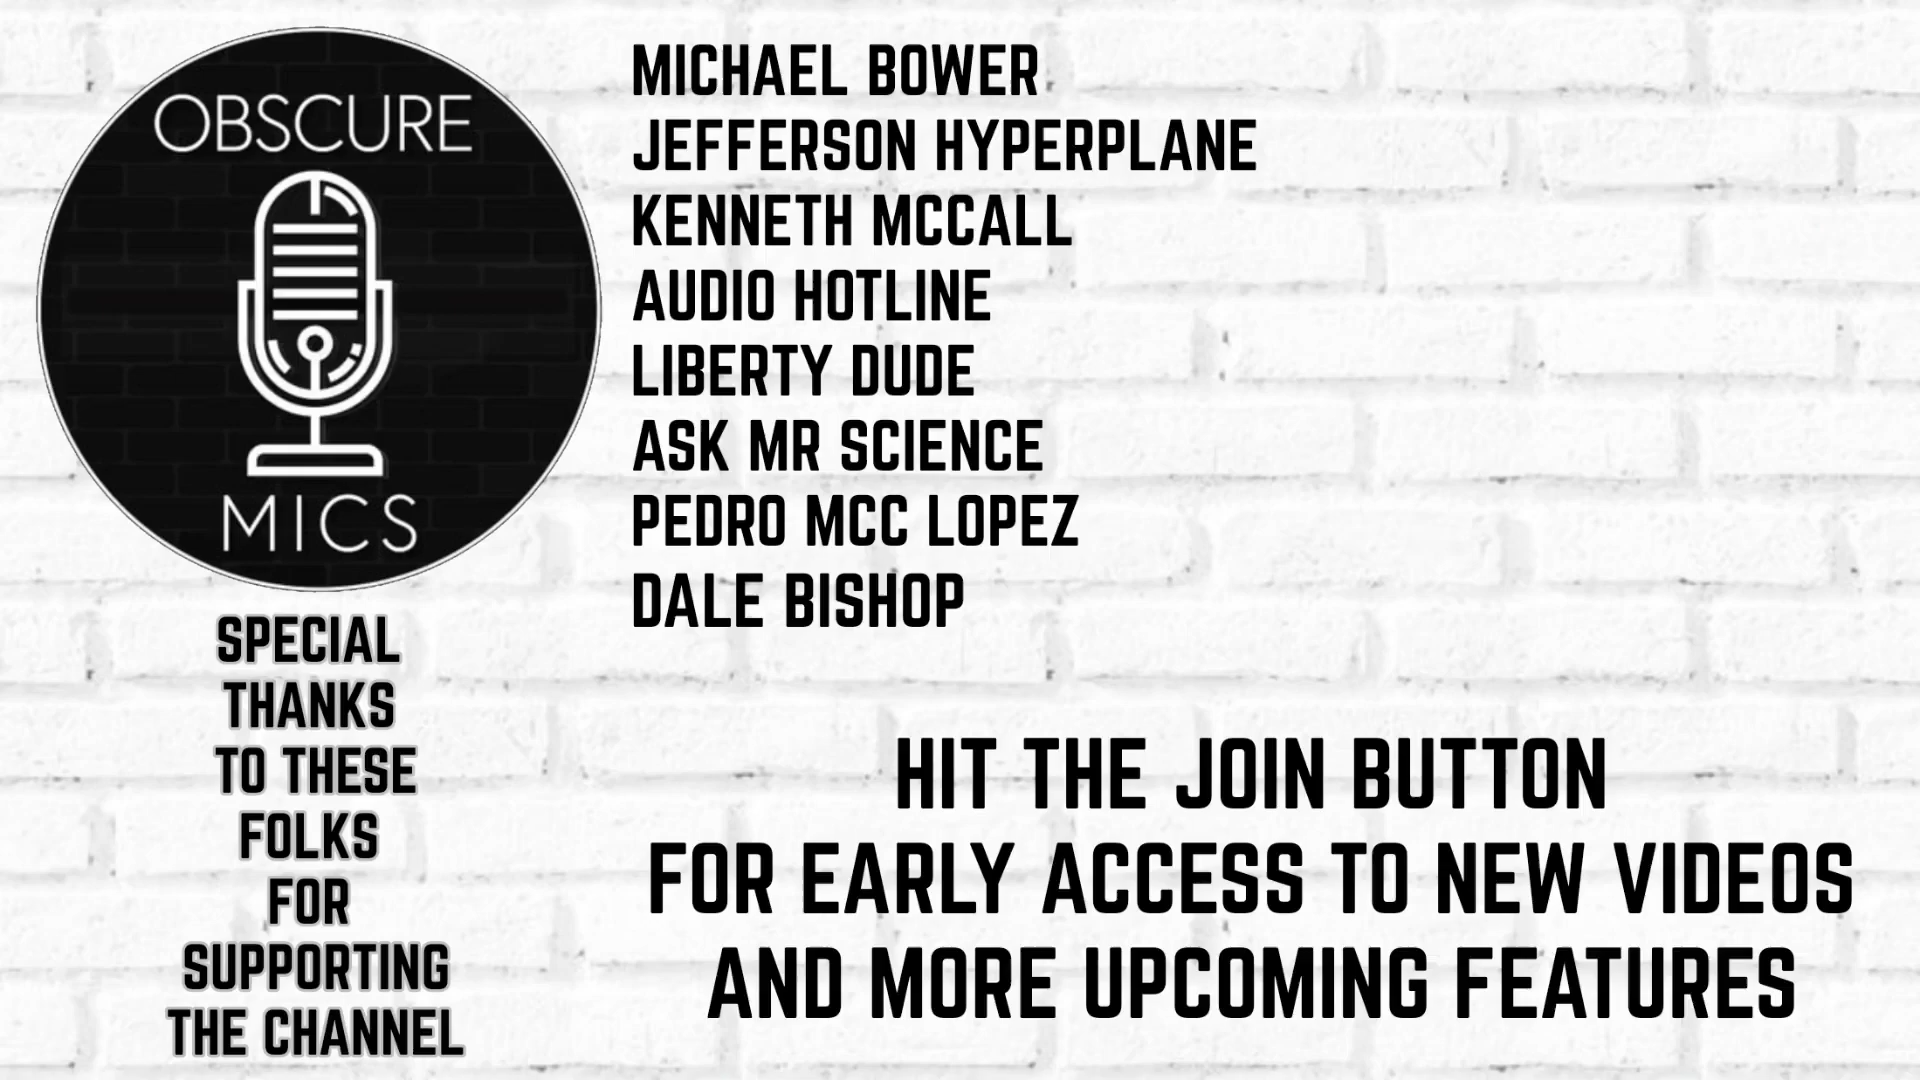 OBSCURE
MICS
SPECIAL
THANKS
TO THESE
FOLKS
FOR
SUPPORTING
THE CHANNEL
MICHAEL BOWER
JEFFERSON HYPERPLANE
KENNETH MCCALL
AUDIO HOTLINE
LIBERTY DUDE
ASK MR SCIENCE
PEDRO MCC LOPEZ
DALE BISHOP
HIT THE JOIN BUTTON
FOR EARLY ACCESS TO NEW VIDEOS
AND MORE UPCOMING FEATURES